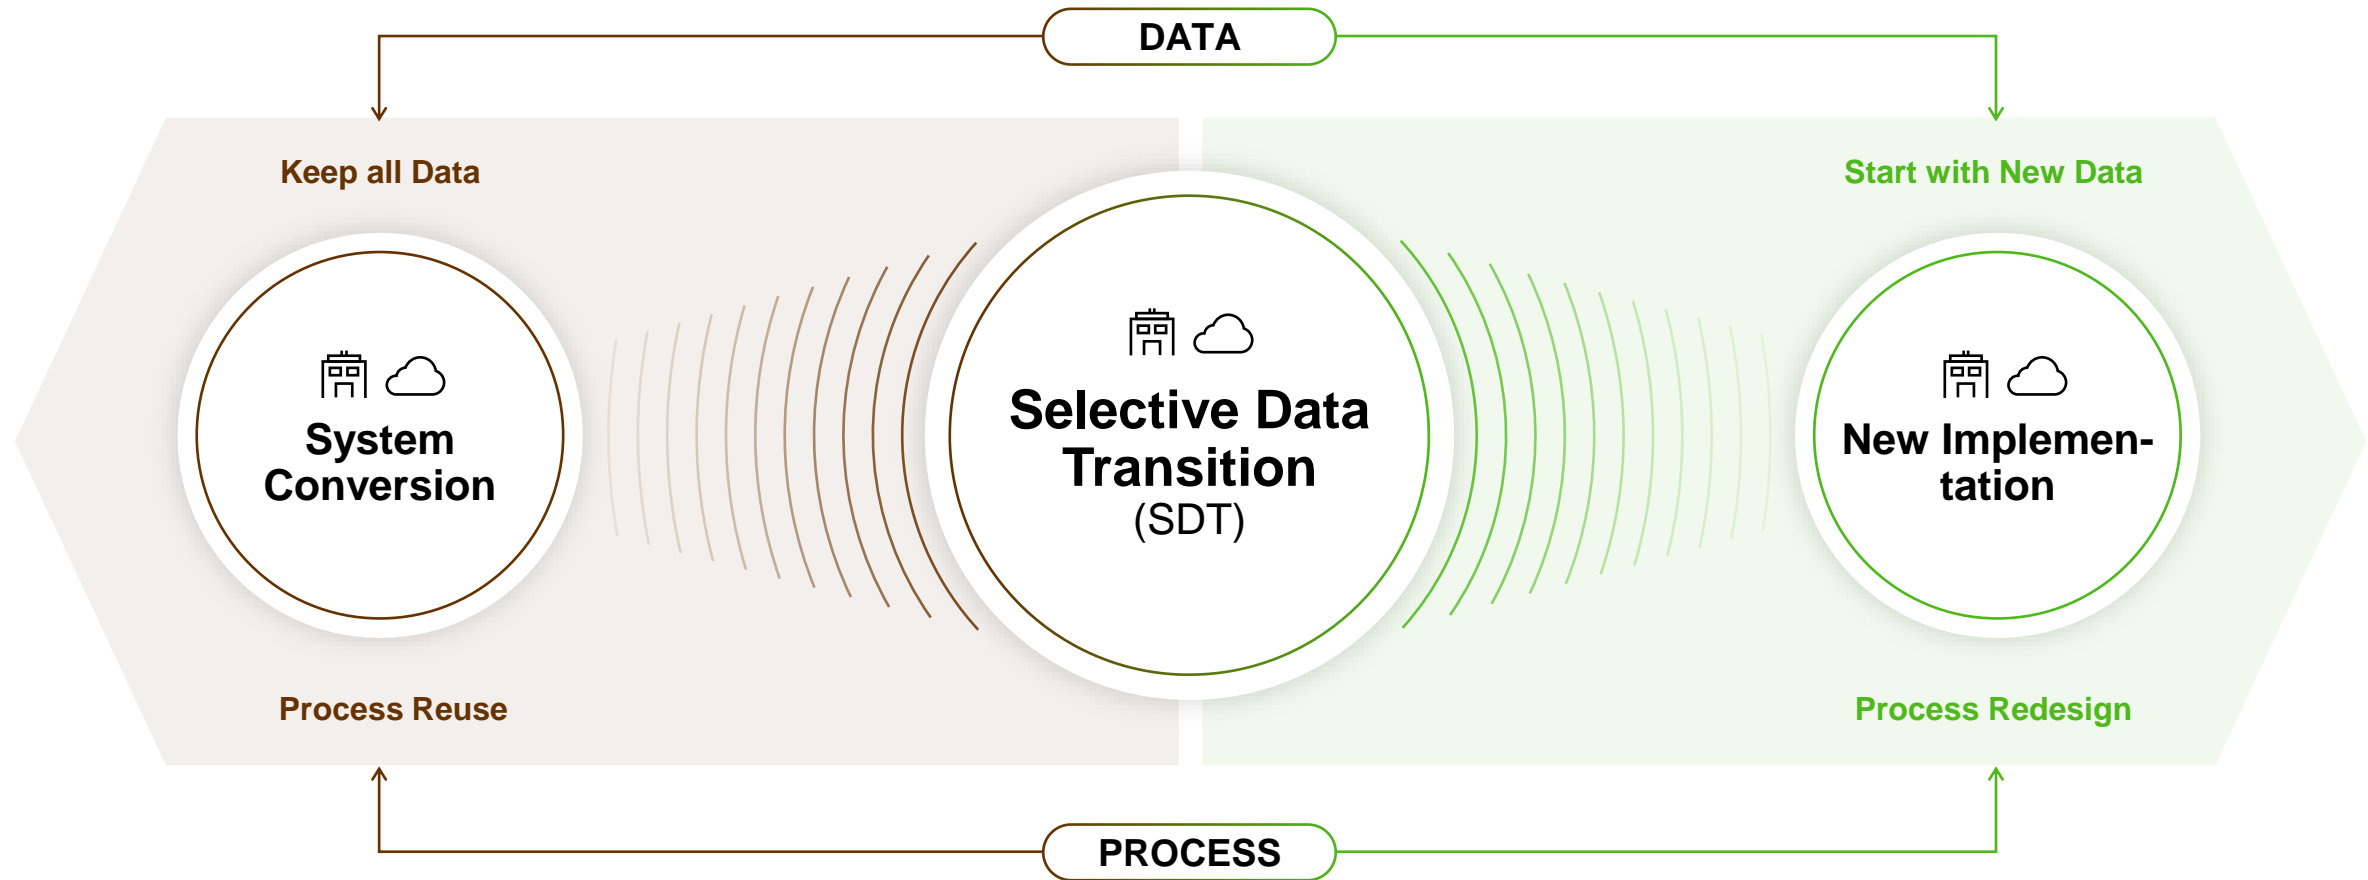 DATA
Keep all Data
Start with New Data
System
Conversion
Selective Data
Transition
(SDT)
New Implemen-
tation
Process Reuse
Process Redesign
PROCESS